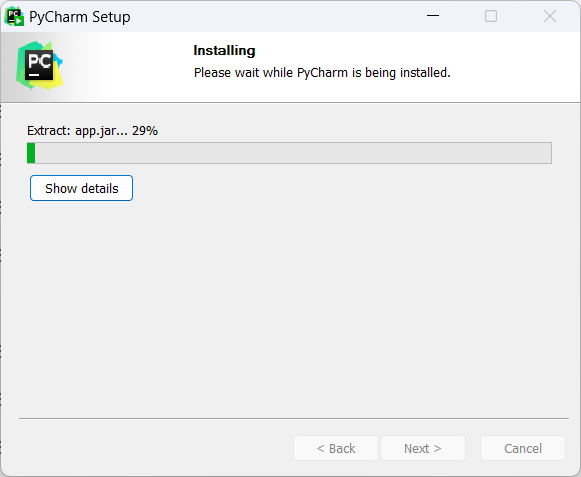 PyCharm Setup
PC
Installing
Please wait while PyCharm is being installed.
Extract: app.jar... 29%
Show details
< Back
Next >
Cancel